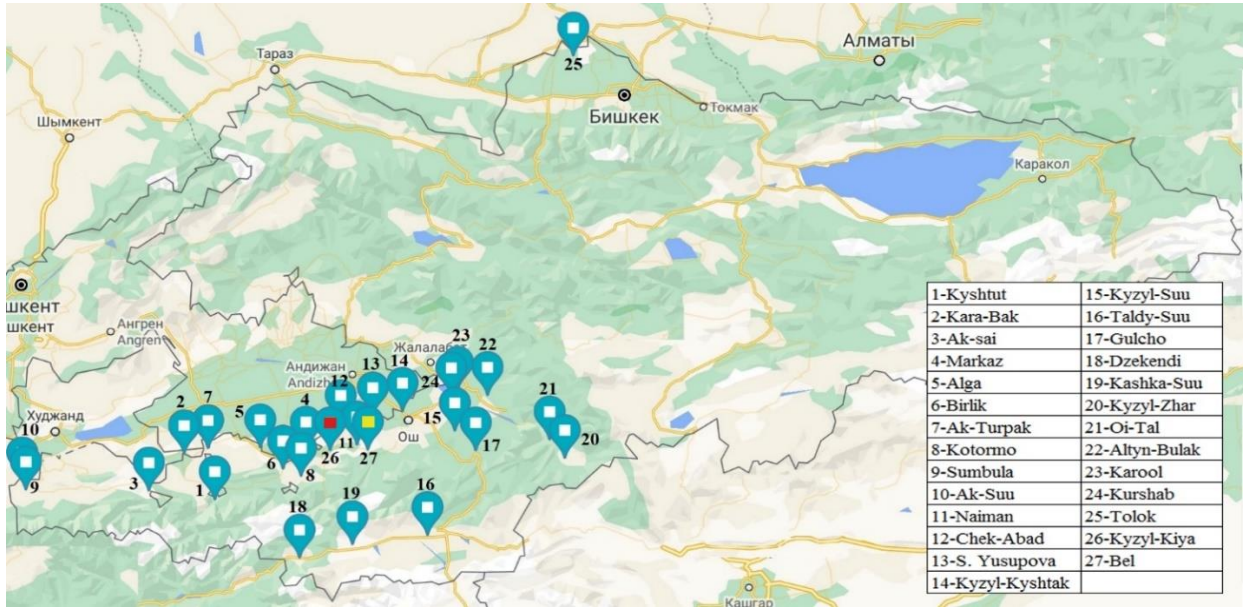 25
Алматы
Тараз
Бишкек
Токмак
Шымкент
Каракол
шкент
шкент
Ангрен
Angren
Андижан
Andizh
Жалалабат
23
22
13
14
12
24
Худжанд
10
2
7
5
4
15
21
Ош
11
26
27
17
20
6
8
9
3
1
18
19
16
Кашгар
1-Kyshtut 15-Kyzyl-Suu
2-Kara-Bak 16-Taldy-Suu
3-Ak-sai 17-Gulcho
4-Markaz 18-Dzekendi
5-Alga 19-Kashka-Suu
6-Birlik 20-Kyzyl-Zhar
7-Ak-Turpak 21-Oi-Tal
8-Kotormo 22-Altyn-Bulak
9-Sumbula 23-Karool
10-Ak-Suu 24-Kurshab
11-Naiman 25-Tolok
12-Chek-Abad 26-Kyzyl-Kiya
13-S. Yusupova 27-Bel
14-Kyzyl-Kyshtak